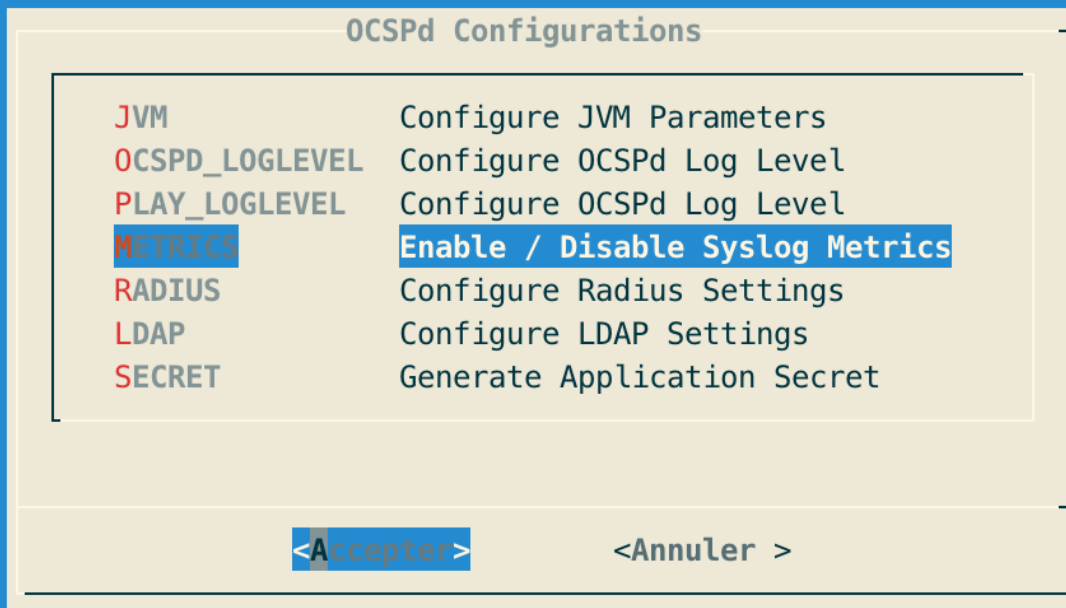 OCSPd Configurations
JVM Configure JVM Parameters
OCSPD_LOGLEVEL Configure OCSPd Log Level
PLAY_LOGLEVEL Configure OCSPd Log Level
METRICS Enable / Disable Syslog Metrics
RADIUS Configure Radius Settings
LDAP Configure LDAP Settings
SECRET Generate Application Secret
<Accepter> <Annuler >